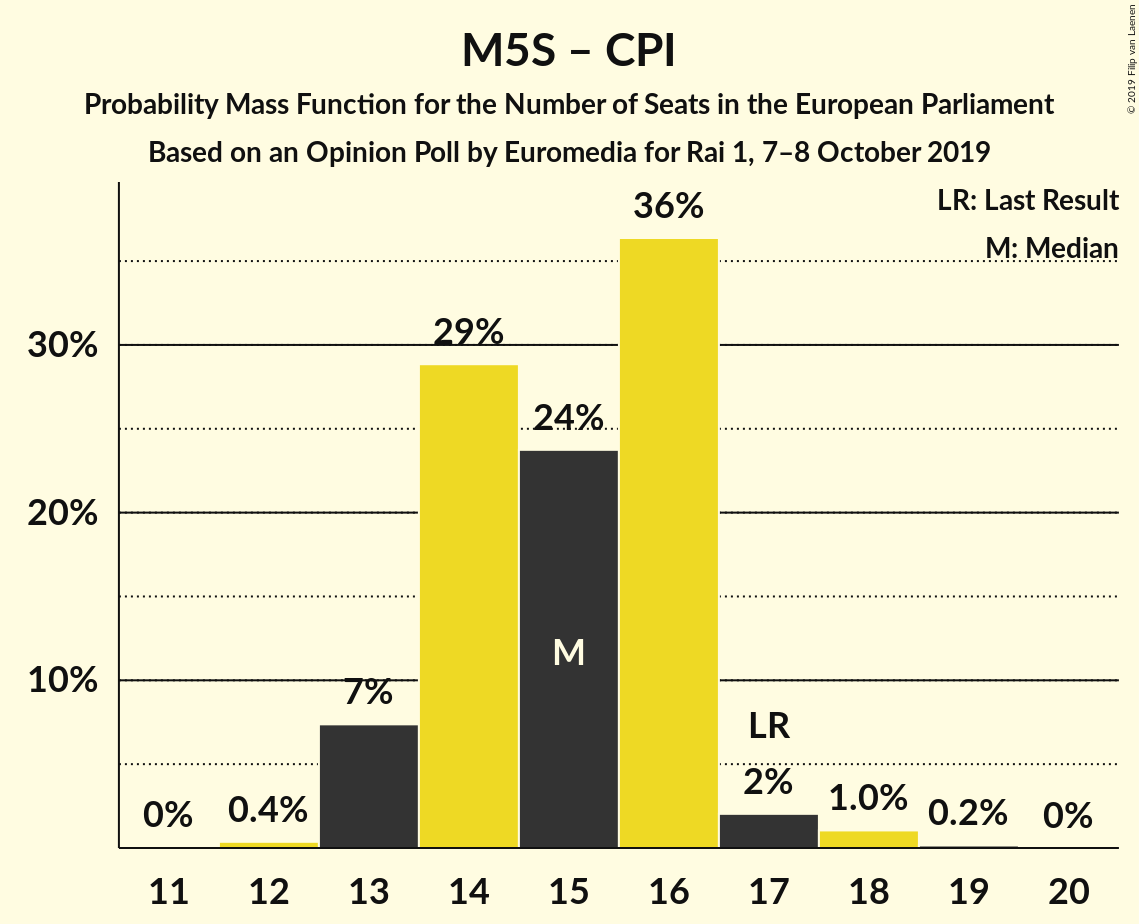 M5S – CPI
Probability Mass Function for the Number of Seats in the European Parliament
Based on an Opinion Poll by Euromedia for Rai 1, 7–8 October 2019
© 2019 Filip van Laenen
LR: Last Result
M: Median
30%
20%
10%
0%
0.4%
7%
29%
24%
M
36%
LR
2%
1.0%
0.2%
0%
11 12 13 14 15 16 17 18 19 20